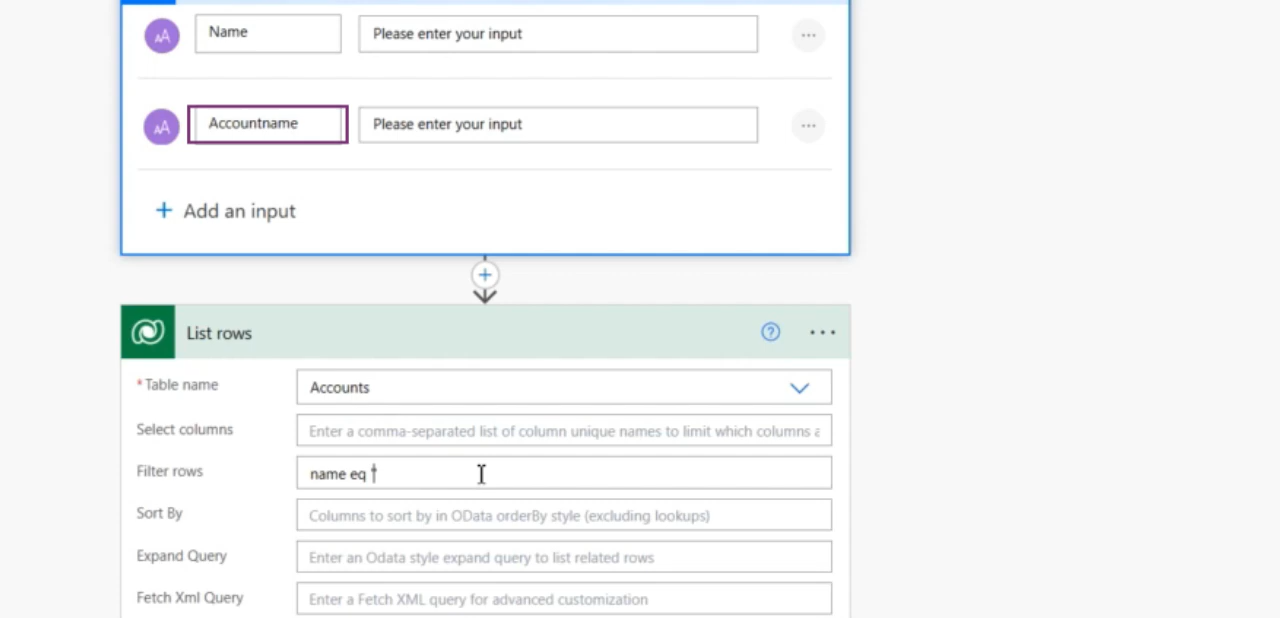 AA Name Please enter your input ...
AA Accountname Please enter your input ...
+ Add an input
+
List rows ? ...
* Table name Accounts
Select columns Enter a comma-separated list of column unique names to limit which columns a
Filter rows name eq '
Sort By Columns to sort by in OData orderBy style (excluding lookups)
Expand Query Enter an Odata style expand query to list related rows
Fetch Xml Query Enter a Fetch XML query for advanced customization